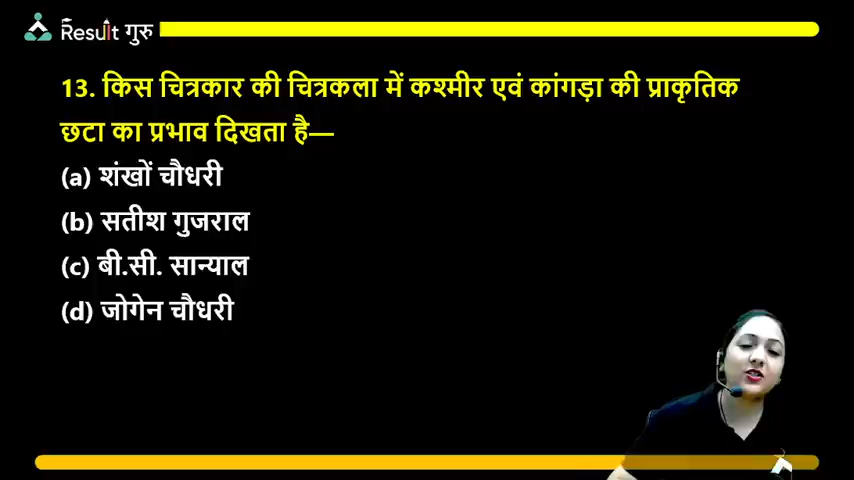 Result गुरु
13. किस चित्रकार की चित्रकला में कश्मीर एवं कांगड़ा की प्राकृतिक
छटा का प्रभाव दिखता है—
(a) शंखों चौधरी
(b) सतीश गुजराल
(c) बी.सी. सान्याल
(d) जोगेन चौधरी